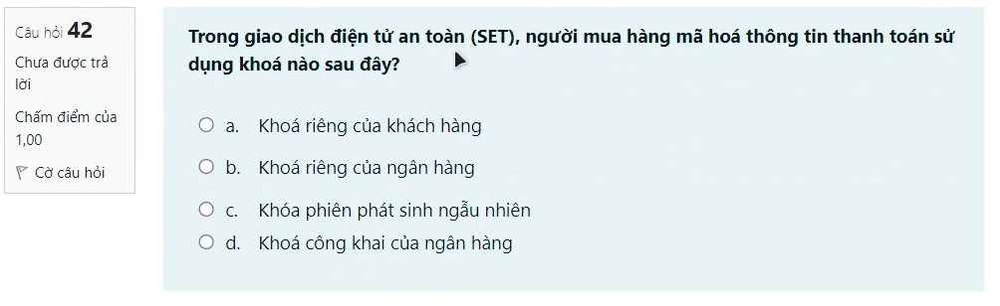 Câu hỏi 42
Chưa được trả
lời
Chấm điểm của
1,00
Cờ câu hỏi
Trong giao dịch điện tử an toàn (SET), người mua hàng mã hoá thông tin thanh toán sử
dụng khoá nào sau đây?
a. Khoá riêng của khách hàng
b. Khoá riêng của ngân hàng
c. Khóa phiên phát sinh ngẫu nhiên
d. Khoá công khai của ngân hàng